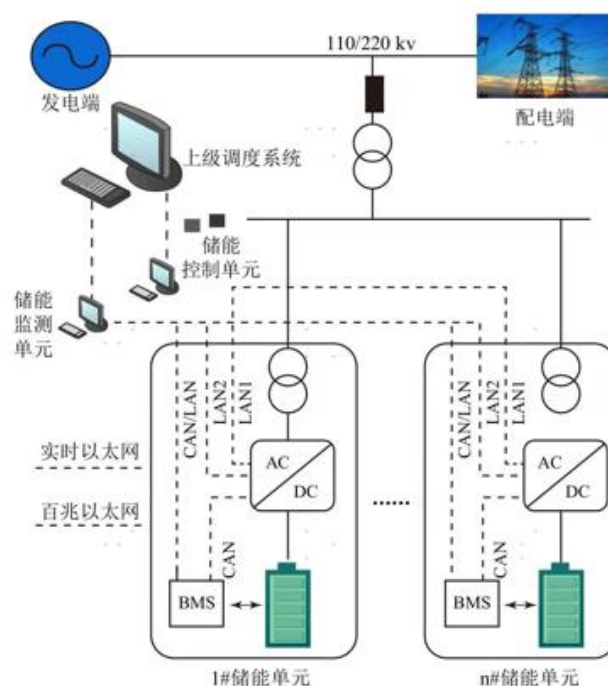 110/220 kv
发电端
配电端
上级调度系统
储能
控制单元
储能
监测
单元
CAN/LAN
LAN2
LAN1
CAN/LAN
LAN2
LAN1
实时以太网
AC
DC
AC
DC
百兆以太网
......
CAN
CAN
BMS
BMS
1#储能单元
n#储能单元